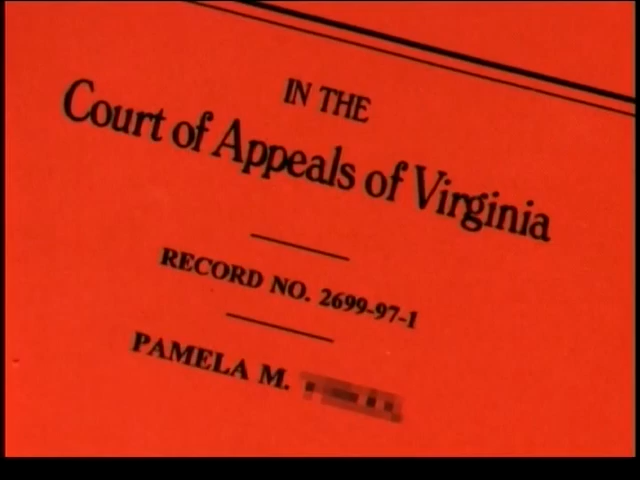 IN THE
Court of Appeals of Virginia
RECORD NO. 2699-97-1
PAMELA M.